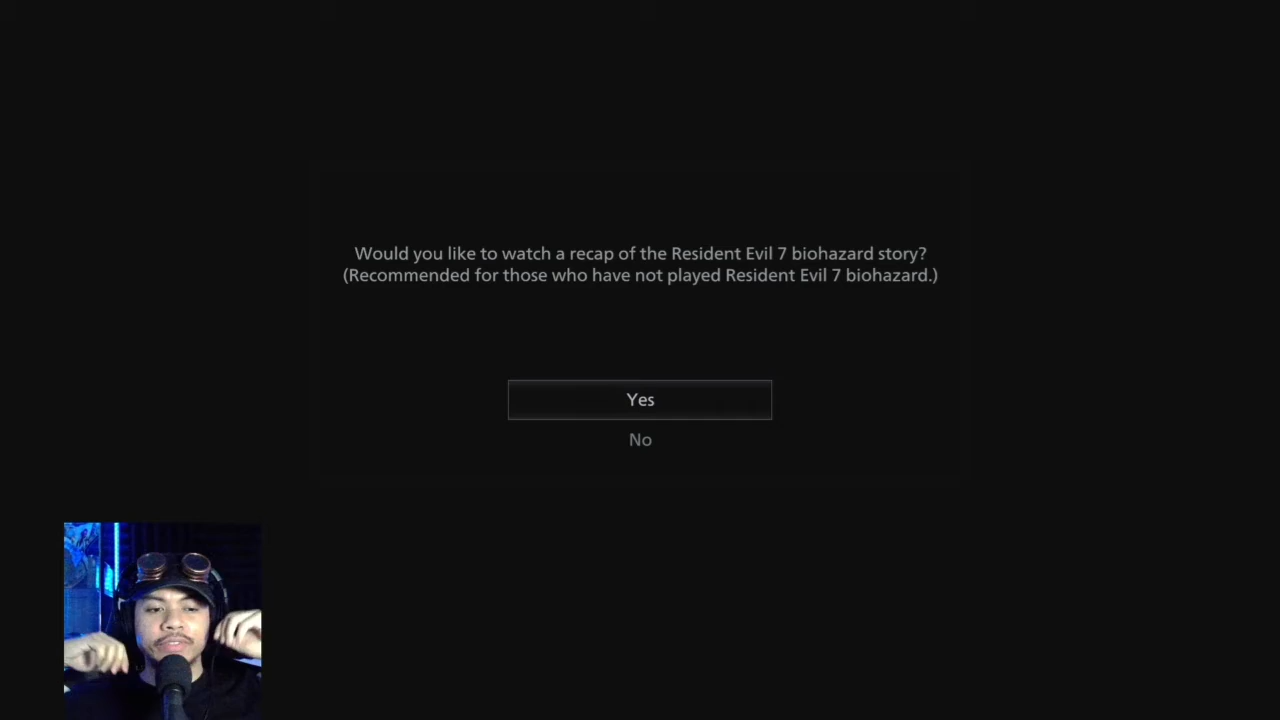 Would you like to watch a recap of the Resident Evil 7 biohazard story?
(Recommended for those who have not played Resident Evil 7 biohazard.)
Yes
No